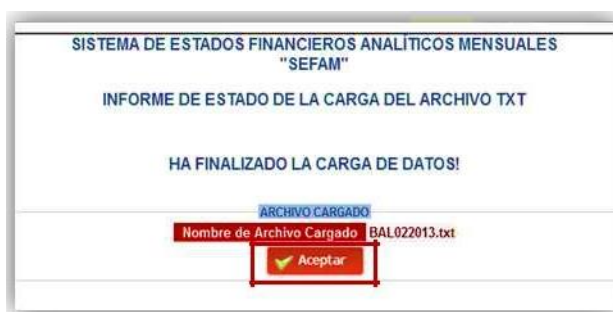 SISTEMA DE ESTADOS FINANCIEROS ANALÍTICOS MENSUALES
"SEFAM"
INFORME DE ESTADO DE LA CARGA DEL ARCHIVO TXT
HA FINALIZADO LA CARGA DE DATOS!
ARCHIVO CARGADO
Nombre de Archivo Cargado BAL022013.txt
Aceptar